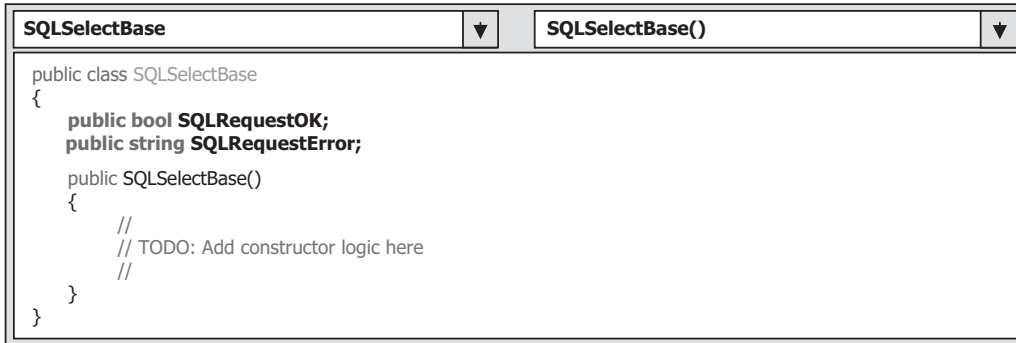 SQLSelectBase SQLSelectBase()
public class SQLSelectBase
{
public bool SQLRequestOK;
public string SQLRequestError;
public SQLSelectBase()
{
//
// TODO: Add constructor logic here
//
}
}